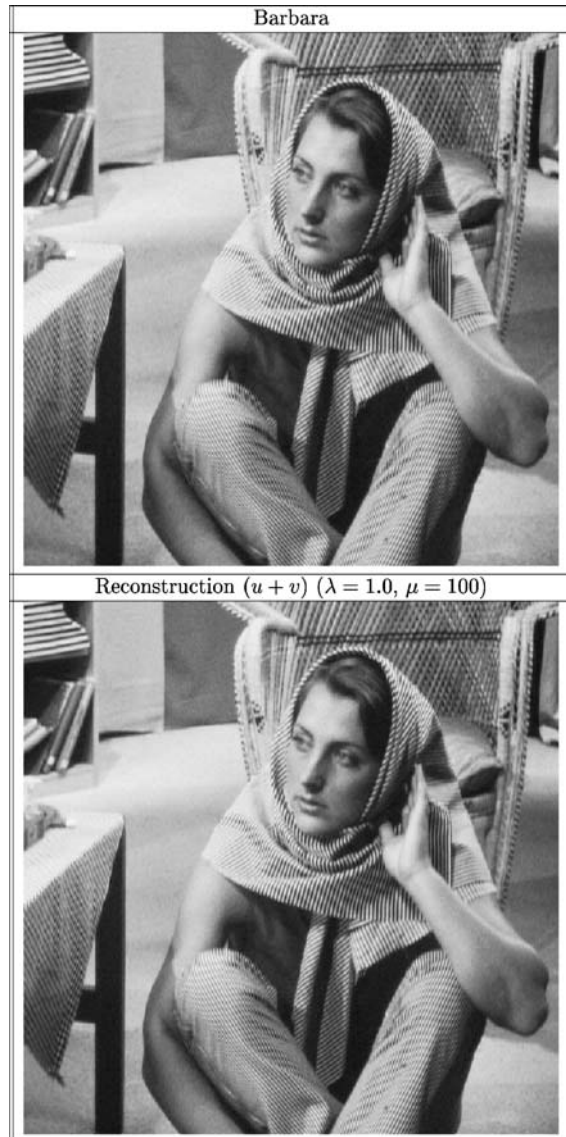 Barbara
Reconstruction (u + v) (λ = 1.0, μ = 100)